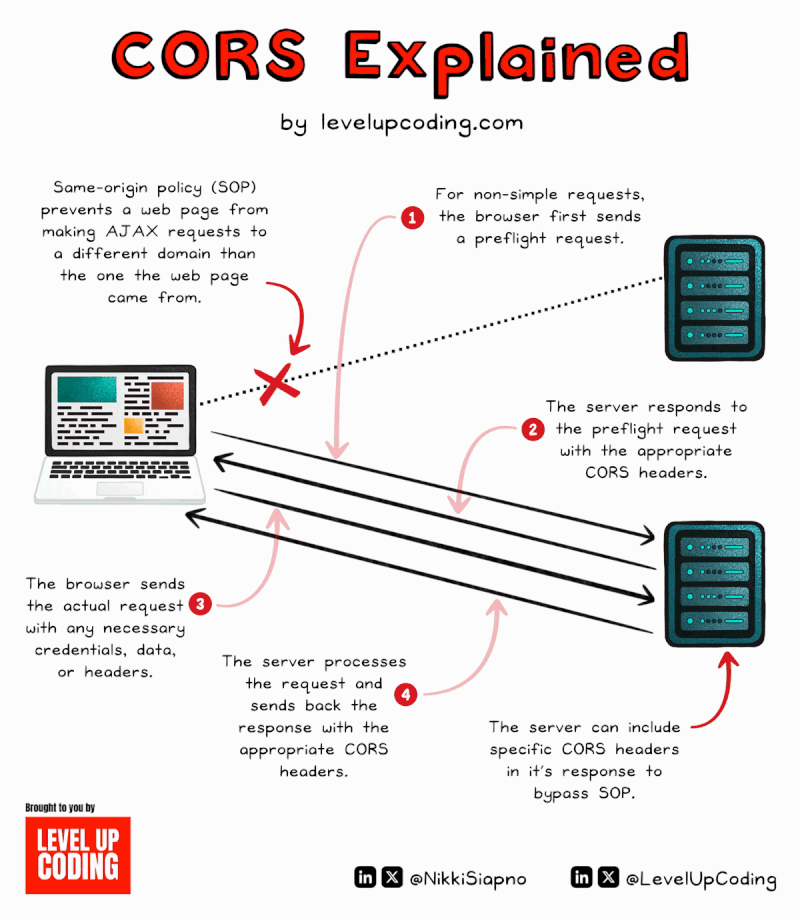 CORS Explained
by levelupcoding.com
Same-origin policy (SOP)
prevents a web page from
making AJAX requests to
a different domain than
the one the web page
came from.
1
For non-simple requests,
the browser first sends
a preflight request.
2
The server responds to
the preflight request
with the appropriate
CORS headers.
The browser sends
the actual request
with any necessary
credentials, data,
or headers.
3
The server processes
the request and
sends back the
response with the
appropriate CORS
headers.
4
The server can include
specific CORS headers
in it's response to
bypass SOP.
Brought to you by
LEVEL UP
CODING
in X @NikkiSiapno
in X @LevelUpCoding